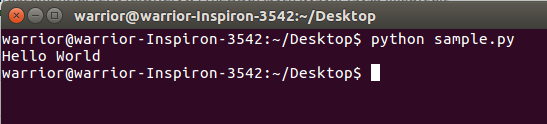 warrior@warrior-Inspiron-3542: ~/Desktop
warrior@warrior-Inspiron-3542:~/Desktop$ python sample.py
Hello World
warrior@warrior-Inspiron-3542:~/Desktop$